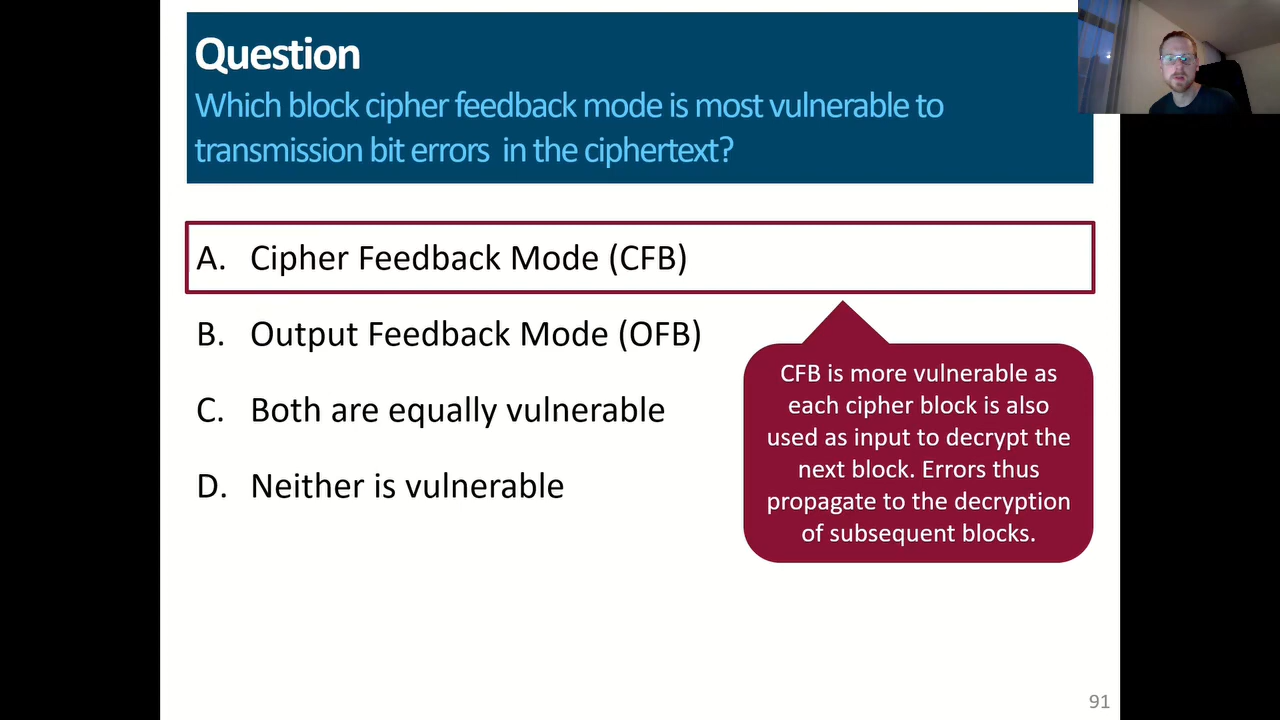 Question
Which block cipher feedback mode is most vulnerable to
transmission bit errors in the ciphertext?
A. Cipher Feedback Mode (CFB)
B. Output Feedback Mode (OFB)
C. Both are equally vulnerable
D. Neither is vulnerable
CFB is more vulnerable as
each cipher block is also
used as input to decrypt the
next block. Errors thus
propagate to the decryption
of subsequent blocks.
91